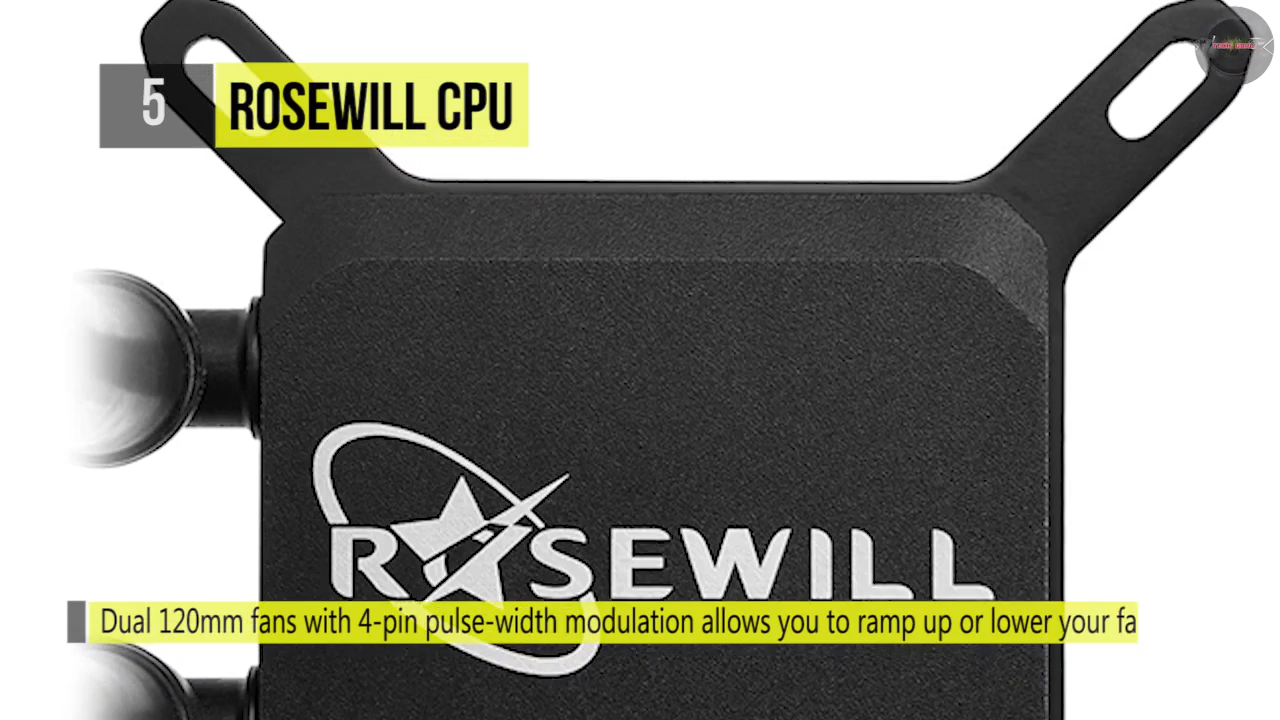 5
ROSEWILL CPU
ROSEWILL
Dual 120mm fans with 4-pin pulse-width modulation allows you to ramp up or lower your fa